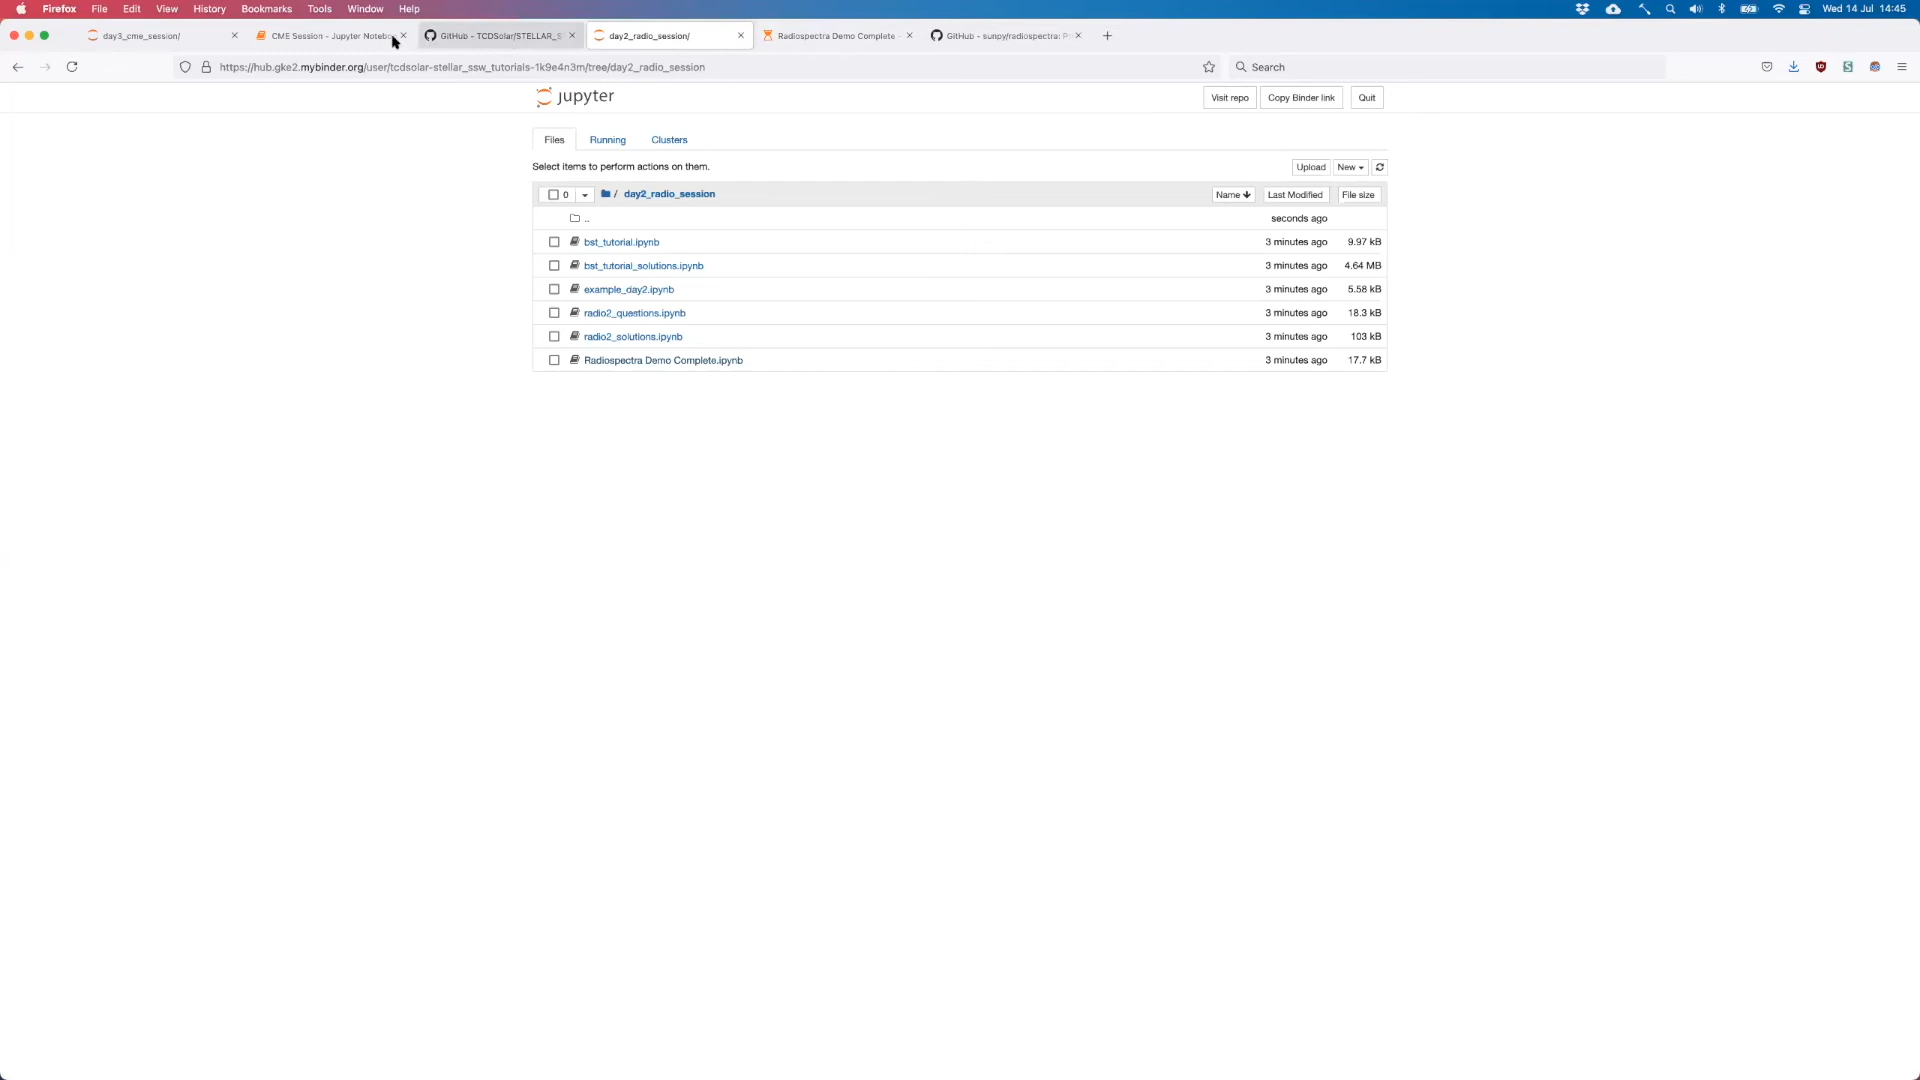 Firefox File Edit View History Bookmarks Tools Window Help Wed 14 Jul 14:45
day3_cme_session/ CME Session - Jupyter Notebo GitHub - TCDSolar/STELLAR_S day2_radio_session/ Radiospectra Demo Complete - GitHub - sunpy/radiospectra: P
https://hub.gke2.mybinder.org/user/tcdsolar-stellar_ssw_tutorials-1k9e4n3m/tree/day2_radio_session Search
jupyter Visit repo Copy Binder link Quit
Files Running Clusters
Select items to perform actions on them. Upload New
0 / day2_radio_session Name Last Modified File size
.. seconds ago
bst_tutorial.ipynb 3 minutes ago 9.97 kB
bst_tutorial_solutions.ipynb 3 minutes ago 4.64 MB
example_day2.ipynb 3 minutes ago 5.58 kB
radio2_questions.ipynb 3 minutes ago 18.3 kB
radio2_solutions.ipynb 3 minutes ago 103 kB
Radiospectra Demo Complete.ipynb 3 minutes ago 17.7 kB